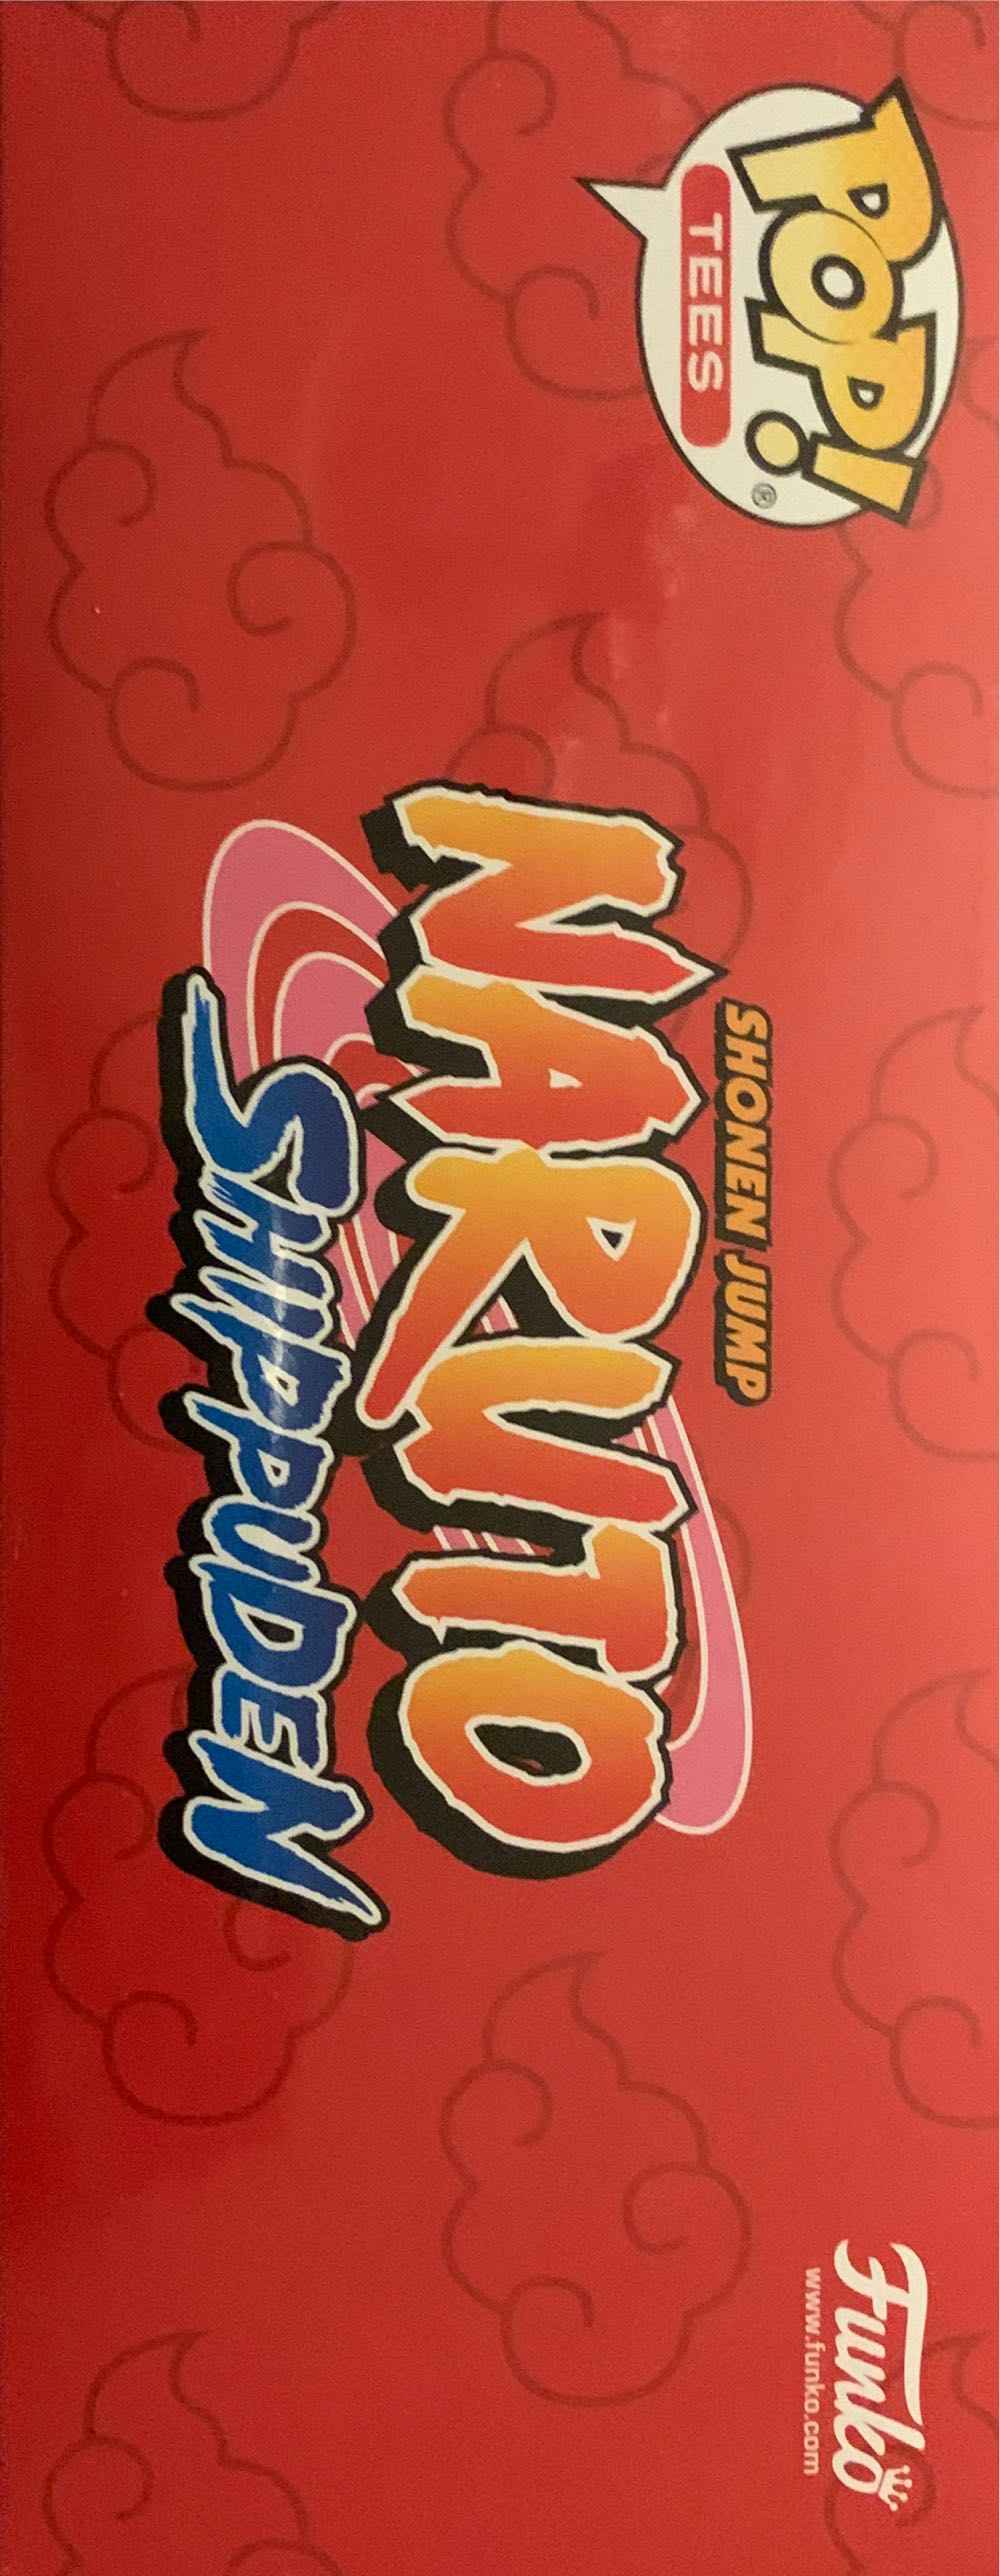 POP!
TEES
®
SHONEN JUMP
NARUTO
SHIPPUDEN
Funko
www.funko.com